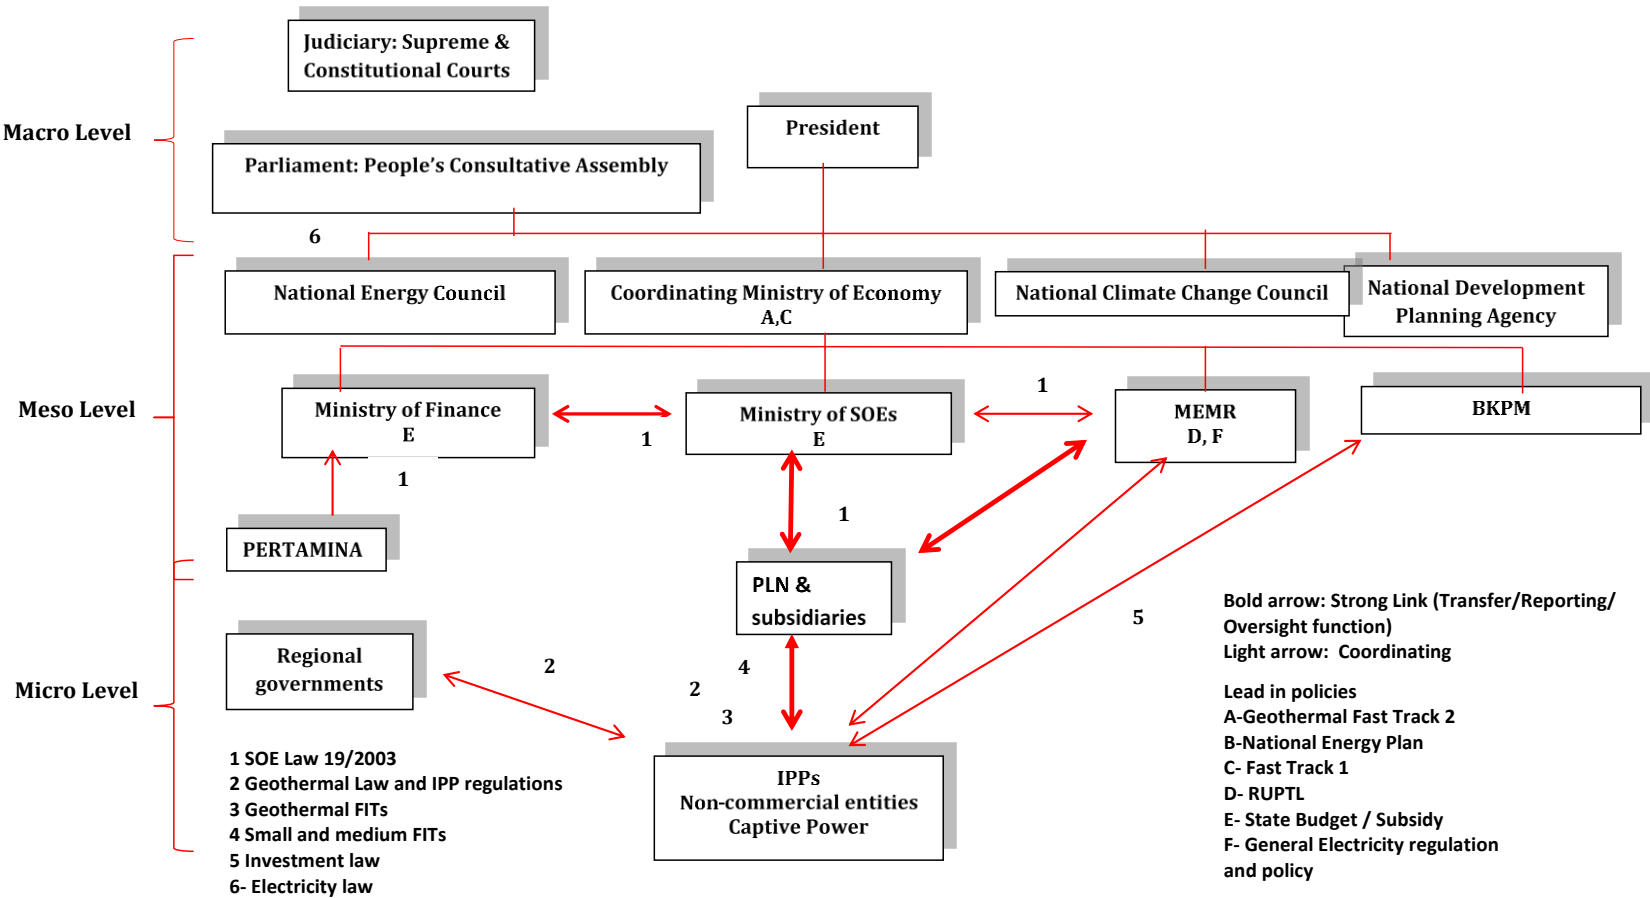 Judiciary: Supreme &
Constitutional Courts
Macro Level
President
Parliament: People's Consultative Assembly
6
National Energy Council
Coordinating Ministry of Economy
A,C
National Climate Change Council
National Development
Planning Agency
Meso Level
Ministry of Finance
E
1
Ministry of SOEs
E
1
MEMR
D, F
BKPM
1
1
PERTAMINA
PLN &
subsidiaries
Micro Level
Regional
governments
2
4
2
3
5
IPPs
Non-commercial entities
Captive Power
1 SOE Law 19/2003
2 Geothermal Law and IPP regulations
3 Geothermal FITs
4 Small and medium FITs
5 Investment law
6- Electricity law
Bold arrow: Strong Link (Transfer/Reporting/
Oversight function)
Light arrow:  Coordinating
Lead in policies
A-Geothermal Fast Track 2
B-National Energy Plan
C- Fast Track 1
D- RUPTL
E- State Budget / Subsidy
F- General Electricity regulation
and policy